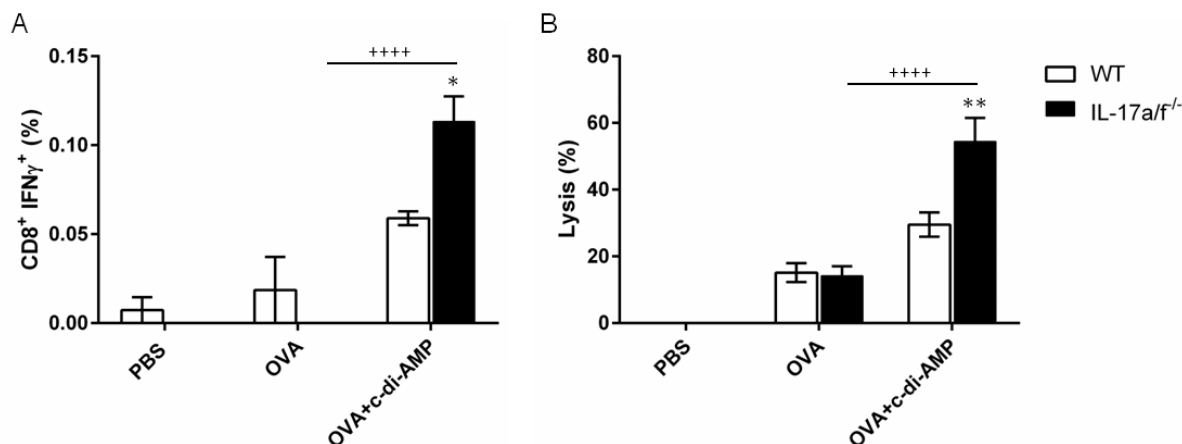 A
0.15
0.10
0.05
0.00
CD8⁺ IFNγ⁺ (%)
++++
*
PBS
OVA
OVA+c-di-AMP
B
80
60
40
20
0
Lysis (%)
++++
**
PBS
OVA
OVA+c-di-AMP
WT
IL-17a/f⁻/⁻